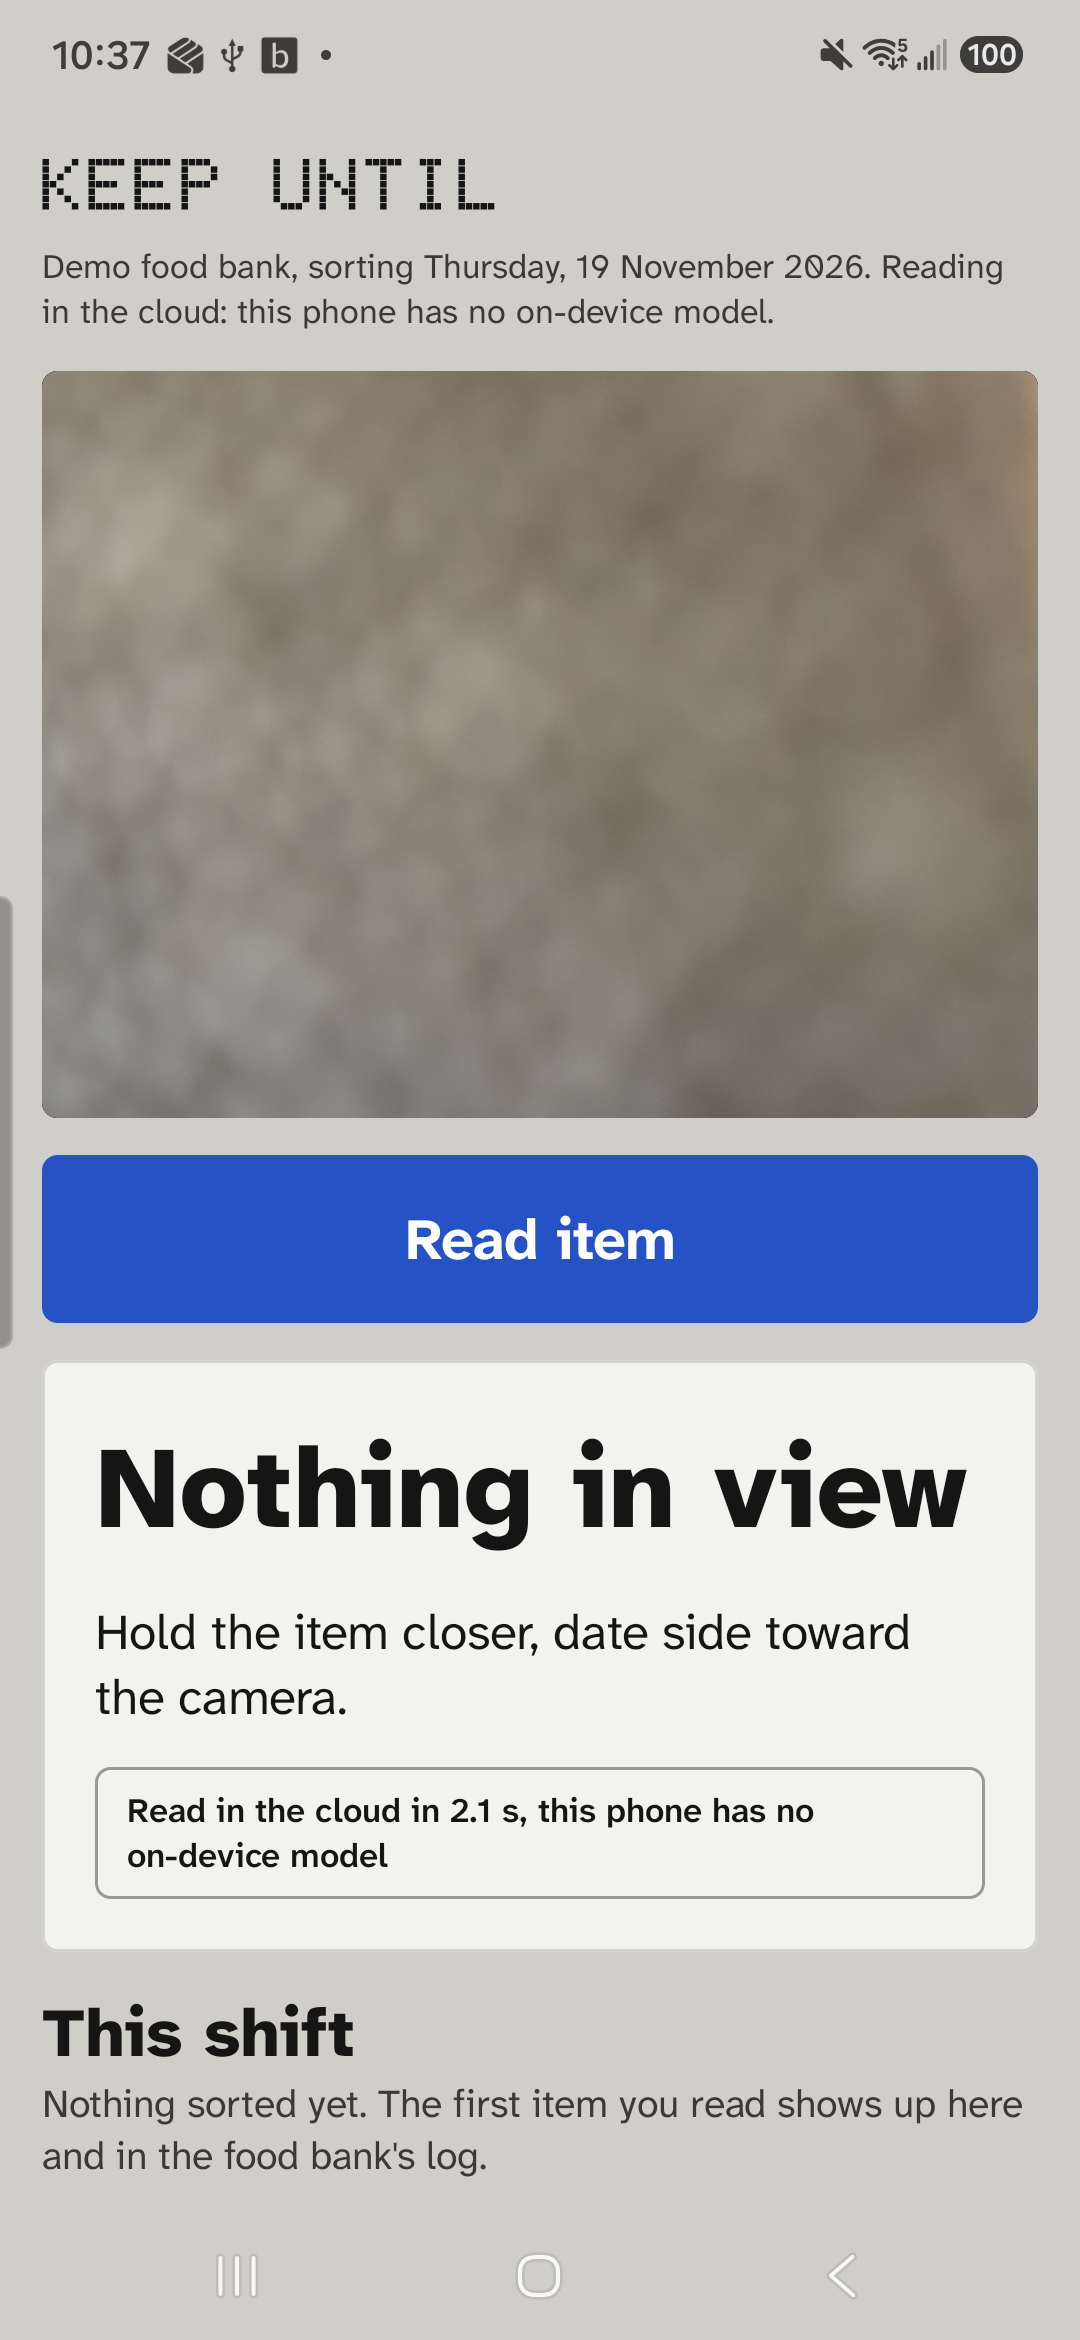 10:37 b 5 100
KEEP UNTIL
Demo food bank, sorting Thursday, 19 November 2026. Reading
in the cloud: this phone has no on-device model.
Read item
Nothing in view
Hold the item closer, date side toward
the camera.
Read in the cloud in 2.1 s, this phone has no
on-device model
This shift
Nothing sorted yet. The first item you read shows up here
and in the food bank's log.